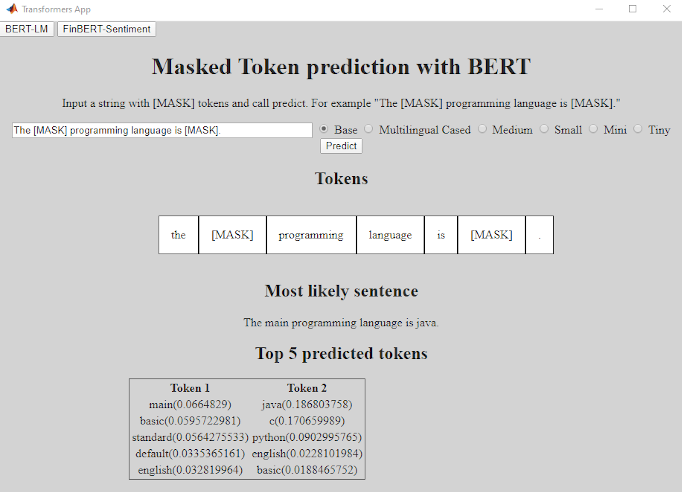 Transformers App
BERT-LM FinBERT-Sentiment
Masked Token prediction with BERT
Input a string with [MASK] tokens and call predict. For example "The [MASK] programming language is [MASK]."
The [MASK] programming language is [MASK]. Base Multilingual Cased Medium Small Mini Tiny
Predict
Tokens
the [MASK] programming language is [MASK] .
Most likely sentence
The main programming language is java.
Top 5 predicted tokens
Token 1 Token 2
main(0.0664829) java(0.186803758)
basic(0.0595722981) c(0.170659989)
standard(0.0564275533) python(0.0902995765)
default(0.0335365161) english(0.0228101984)
english(0.032819964) basic(0.0188465752)